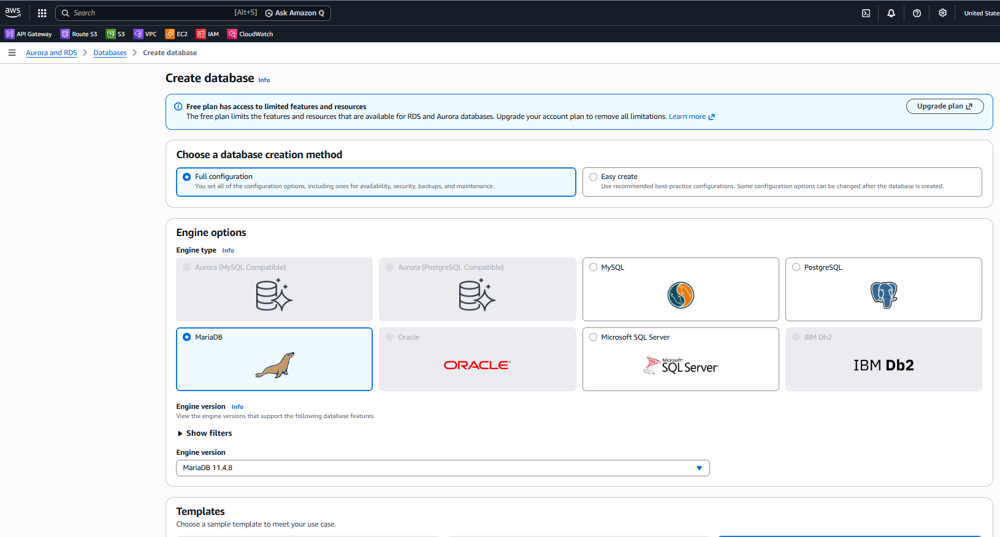 aws
Search [Alt+S] Ask Amazon Q
United State
API Gateway Route 53 S3 VPC EC2 IAM CloudWatch
Aurora and RDS Databases Create database
Create database Info
Free plan has access to limited features and resources
The free plan limits the features and resources that are available for RDS and Aurora databases. Upgrade your account plan to remove all limitations. Learn more
Upgrade plan
Choose a database creation method
Full configuration
You set all of the configuration options, including ones for availability, security, backups, and maintenance.
Easy create
Use recommended best-practice configurations. Some configuration options can be changed after the database is created.
Engine options
Engine type Info
Aurora (MySQL Compatible)
Aurora (PostgreSQL Compatible)
MySQL
PostgreSQL
MariaDB
Oracle
ORACLE
Microsoft SQL Server
Microsoft
SQL Server
IBM Db2
IBM Db2
Engine version Info
View the engine versions that support the following database features.
Show filters
Engine version
MariaDB 11.4.8
Templates
Choose a sample template to meet your use case.